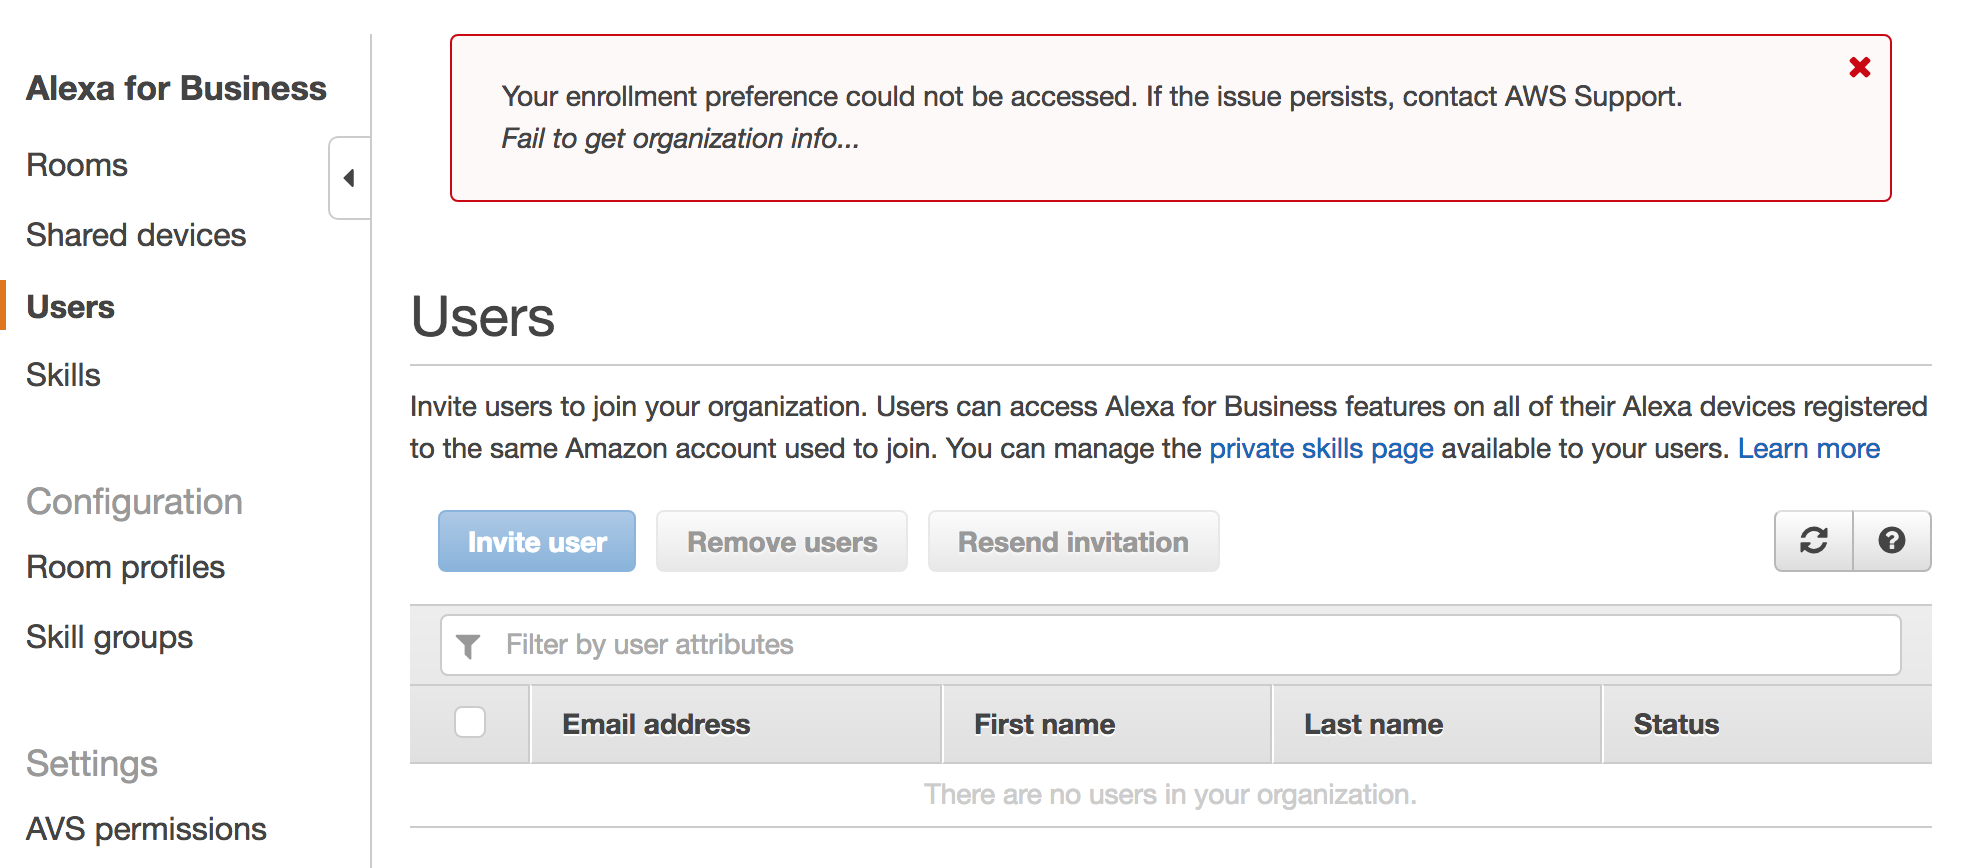 Alexa for Business
Rooms
Shared devices
Users
Skills
Configuration
Room profiles
Skill groups
Settings
AVS permissions
Your enrollment preference could not be accessed. If the issue persists, contact AWS Support.
Fail to get organization info...
Users
Invite users to join your organization. Users can access Alexa for Business features on all of their Alexa devices registered
to the same Amazon account used to join. You can manage the private skills page available to your users. Learn more
Invite user Remove users Resend invitation
Filter by user attributes
Email address First name Last name Status
There are no users in your organization.